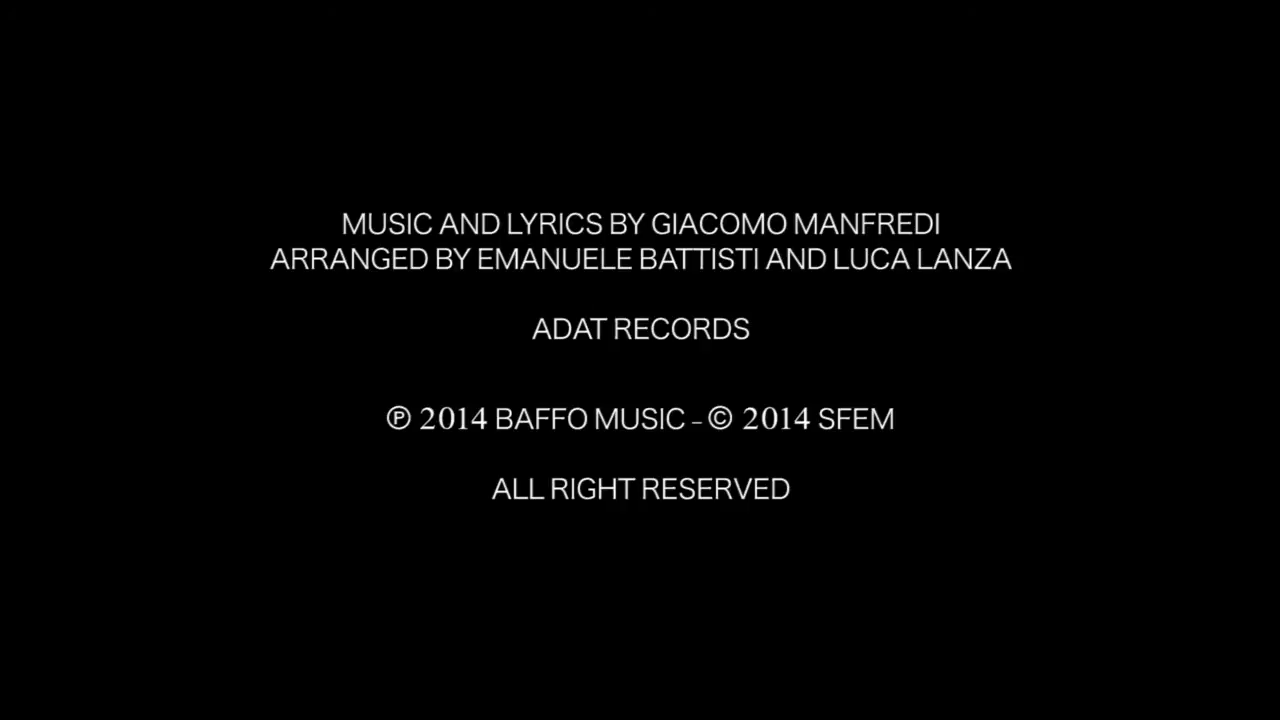 MUSIC AND LYRICS BY GIACOMO MANFREDI
ARRANGED BY EMANUELE BATTISTI AND LUCA LANZA
ADAT RECORDS
℗ 2014 BAFFO MUSIC - © 2014 SFEM
ALL RIGHT RESERVED